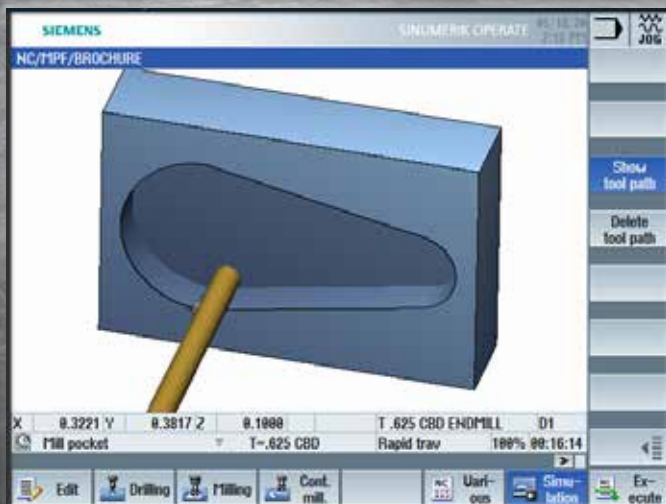 SIEMENS SINUMERIK OPERATE
JOG
NC/MPF/BROCHURE
Show
tool path
Delete
tool path
X 0.3221 Y 0.3817 Z 0.1000 T .625 CBD ENDMILL D1
Mill pocket T=.625 CBD Rapid trav 100% 00:16:14
Edit Drilling Milling Cont.
mill. NC Vari-
ous Simu-
lation Ex-
ecute